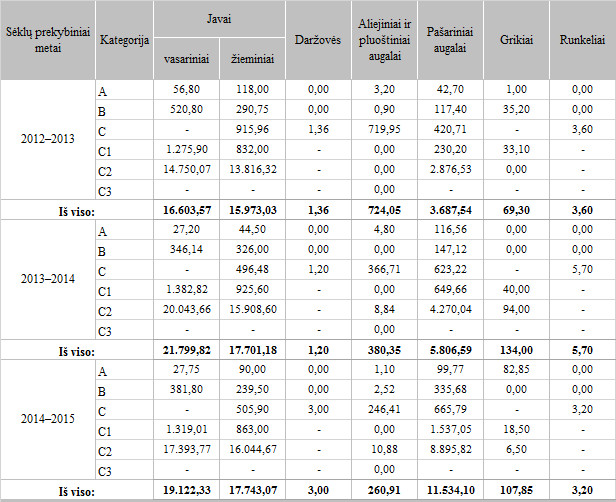 Sėklų prekybiniai metai | Kategorija | Javai | Daržovės | Aliejiniai ir pluoštiniai augalai | Pašariniai augalai | Grikiai | Runkeliai
vasariniai | žieminiai
2012–2013
A | 56,80 | 118,00 | 0,00 | 3,20 | 42,70 | 1,00 | 0,00
B | 520,80 | 290,75 | 0,00 | 0,90 | 117,40 | 35,20 | 0,00
C | - | 915,96 | 1,36 | 719,95 | 420,71 | - | 3,60
C1 | 1.275,90 | 832,00 | - | 0,00 | 230,20 | 33,10 | -
C2 | 14.750,07 | 13.816,32 | - | 0,00 | 2.876,53 | 0,00 | -
C3 | - | - | - | 0,00 | - | - | -
Iš viso: | 16.603,57 | 15.973,03 | 1,36 | 724,05 | 3.687,54 | 69,30 | 3,60
2013–2014
A | 27,20 | 44,50 | 0,00 | 4,80 | 116,56 | 0,00 | 0,00
B | 346,14 | 326,00 | 0,00 | 0,00 | 147,12 | 0,00 | 0,00
C | - | 496,48 | 1,20 | 366,71 | 623,22 | - | 5,70
C1 | 1.382,82 | 925,60 | - | 0,00 | 649,66 | 40,00 | -
C2 | 20.043,66 | 15.908,60 | - | 8,84 | 4.270,04 | 94,00 | -
C3 | - | - | - | 0,00 | - | - | -
Iš viso: | 21.799,82 | 17.701,18 | 1,20 | 380,35 | 5.806,59 | 134,00 | 5,70
2014–2015
A | 27,75 | 90,00 | 0,00 | 1,10 | 99,77 | 82,85 | 0,00
B | 381,80 | 239,50 | 0,00 | 2,52 | 335,68 | 0,00 | 0,00
C | - | 505,90 | 3,00 | 246,41 | 665,79 | - | 3,20
C1 | 1.319,01 | 863,00 | - | 0,00 | 1.537,05 | 18,50 | -
C2 | 17.393,77 | 16.044,67 | - | 10,88 | 8.895,82 | 6,50 | -
C3 | - | - | - | 0,00 | - | - | -
Iš viso: | 19.122,33 | 17.743,07 | 3,00 | 260,91 | 11.534,10 | 107,85 | 3,20